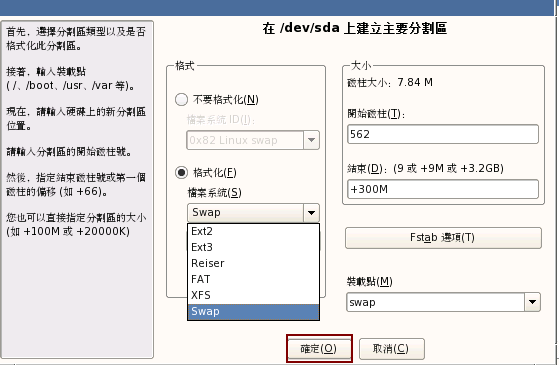 在 /dev/sda 上建立主要分割區
首先, 選擇分割區類型以及是否
格式化此分割區。
接著, 輸入裝載點
( /、/boot、/usr、/var 等)。
現在, 請輸入硬碟上的新分割區
位置。
請輸入分割區的開始磁柱號。
然後, 指定結束磁柱號或第一個
磁柱的偏移 (如 +66)。
您也可以直接指定分割區的大小
(如 +100M 或 +20000K)
格式
不要格式化(N)
檔案系統 ID(I):
0x82 Linux swap
格式化(F)
檔案系統(S)
Swap
Ext2
Ext3
Reiser
FAT
XFS
Swap
大小
磁柱大小: 7.84 M
開始磁柱(T):
562
結束(D): (9 或 +9M 或 +3.2GB)
+300M
Fstab 選項(T)
裝載點(M)
swap
確定(O)
取消(C)